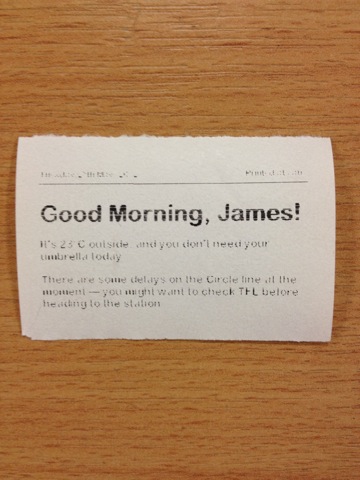 Good Morning, James!
It's 23°C outside and you don't need your
umbrella today
There are some delays on the Circle line at the
moment — you might want to check TFL before
heading to the station.